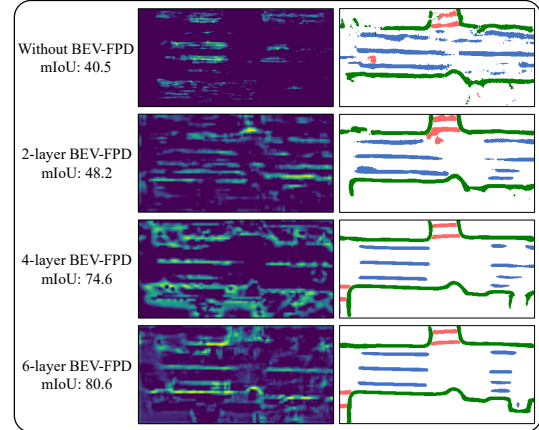 Without BEV-FPD
mIoU: 40.5
2-layer BEV-FPD
mIoU: 48.2
4-layer BEV-FPD
mIoU: 74.6
6-layer BEV-FPD
mIoU: 80.6